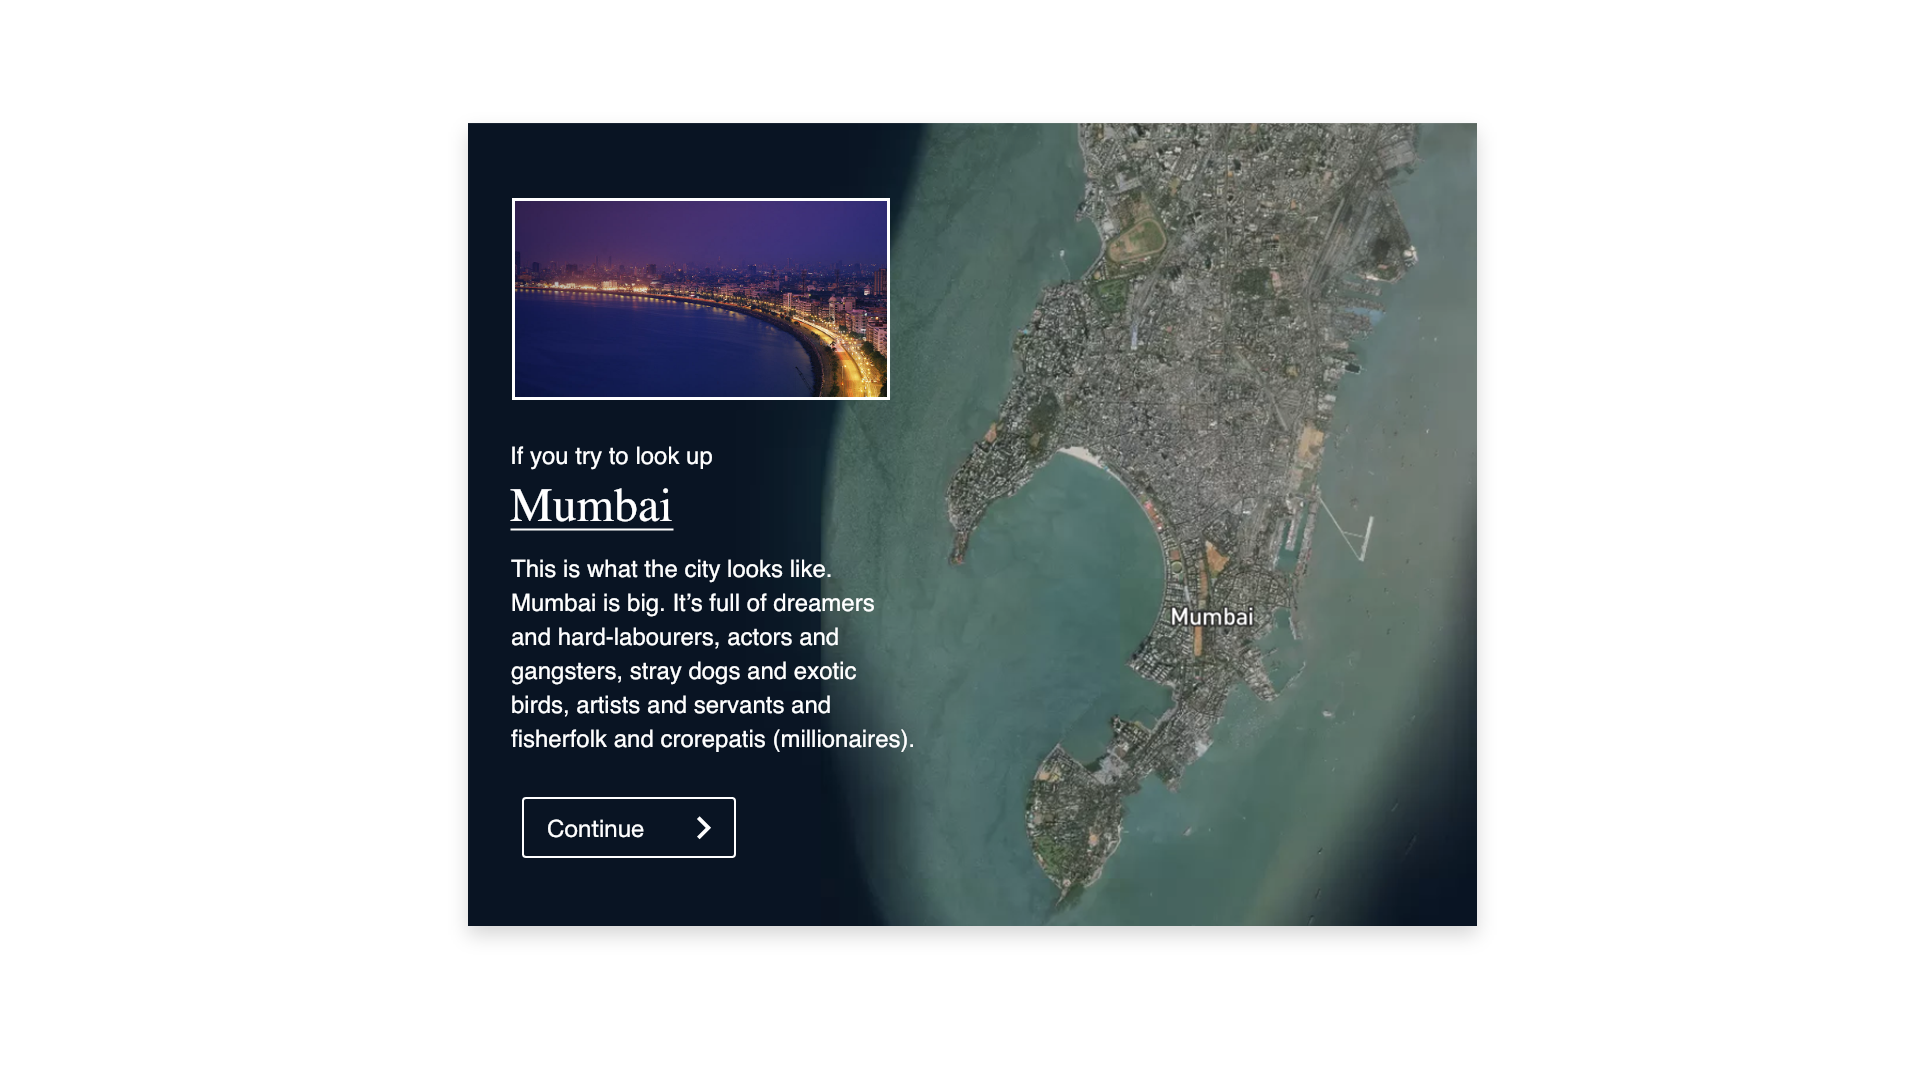 If you try to look up
Mumbai
This is what the city looks like.
Mumbai is big. It’s full of dreamers
and hard-labourers, actors and
gangsters, stray dogs and exotic
birds, artists and servants and
fisherfolk and crorepatis (millionaires).
Continue
Mumbai